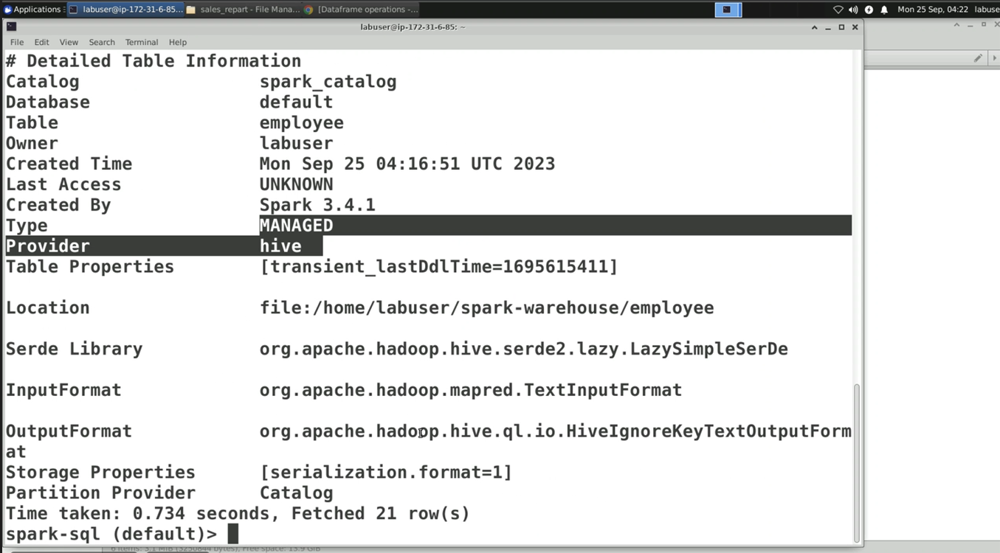 Applications labuser@ip-172-31-6-85:... sales_repart - File Mana... [Dataframe operations -... Mon 25 Sep, 04:22 labuse
labuser@ip-172-31-6-85: ~
File Edit View Search Terminal Help
# Detailed Table Information
Catalog spark_catalog
Database default
Table employee
Owner labuser
Created Time Mon Sep 25 04:16:51 UTC 2023
Last Access UNKNOWN
Created By Spark 3.4.1
Type MANAGED
Provider hive
Table Properties [transient_lastDdlTime=1695615411]
Location file:/home/labuser/spark-warehouse/employee
Serde Library org.apache.hadoop.hive.serde2.lazy.LazySimpleSerDe
InputFormat org.apache.hadoop.mapred.TextInputFormat
OutputFormat org.apache.hadoop.hive.ql.io.HiveIgnoreKeyTextOutputForm
at
Storage Properties [serialization.format=1]
Partition Provider Catalog
Time taken: 0.734 seconds, Fetched 21 row(s)
spark-sql (default)>
6 items: 3.1 MiB (3250844 bytes), Free space: 13.9 GiB